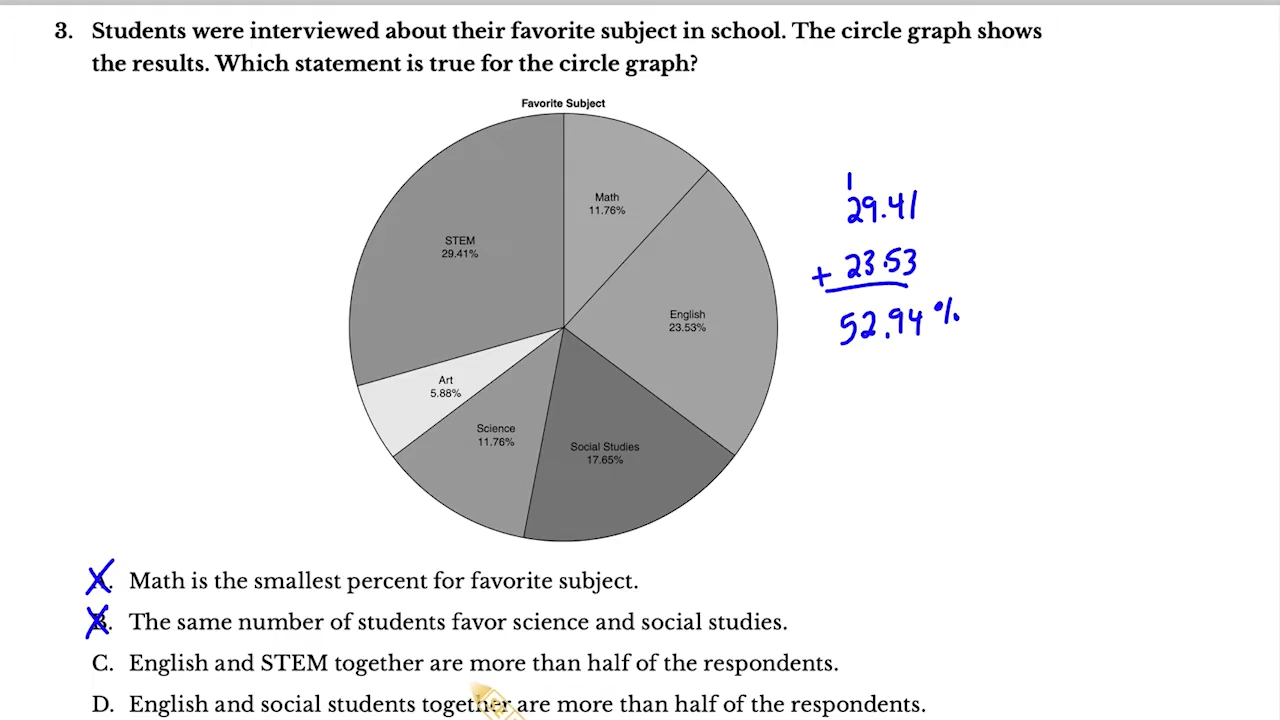 3. Students were interviewed about their favorite subject in school. The circle graph shows
the results. Which statement is true for the circle graph?
Favorite Subject
Math
11.76%
STEM
29.41%
English
23.53%
Art
5.88%
Science
11.76%
Social Studies
17.65%
1
29.41
+ 23.53
52.94%
A. Math is the smallest percent for favorite subject.
B. The same number of students favor science and social studies.
C. English and STEM together are more than half of the respondents.
D. English and social students together are more than half of the respondents.